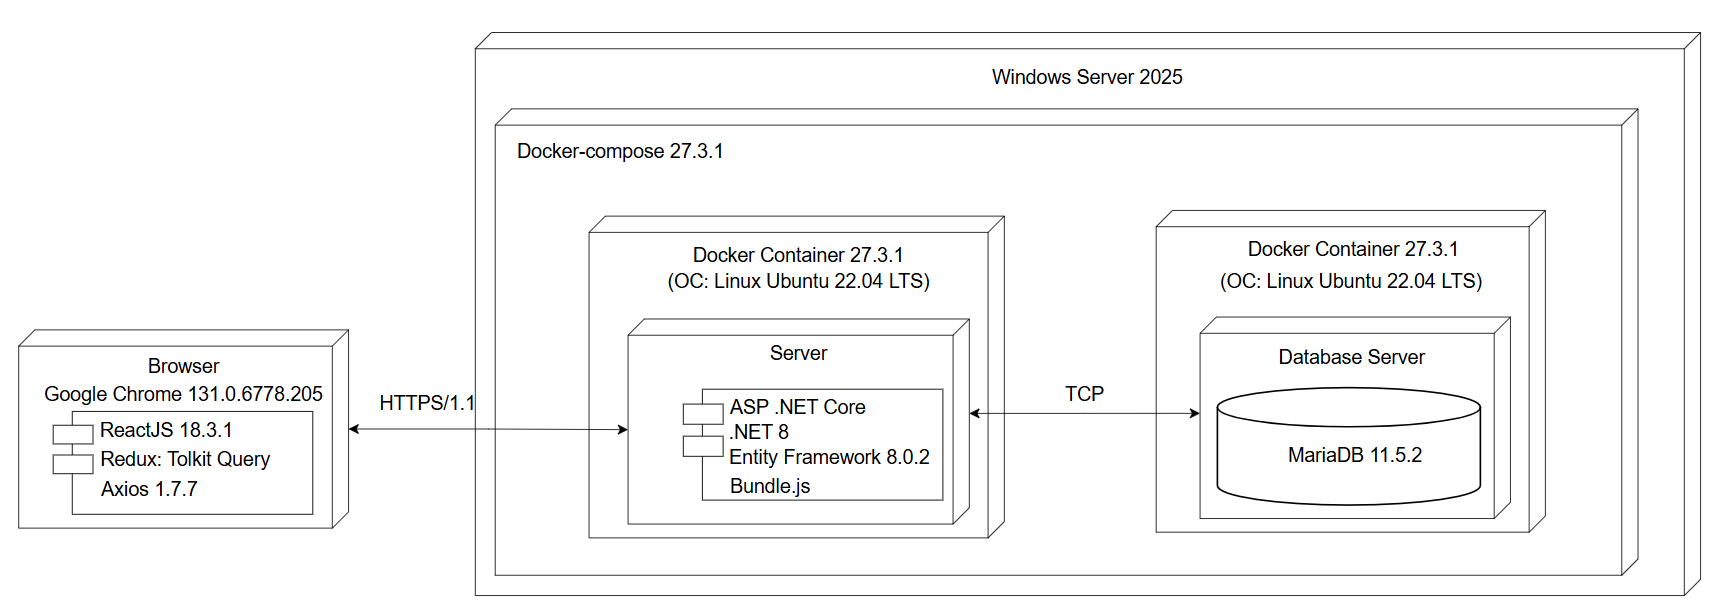 Windows Server 2025
Docker-compose 27.3.1
Docker Container 27.3.1
(OC: Linux Ubuntu 22.04 LTS)
Server
ASP .NET Core
.NET 8
Entity Framework 8.0.2
Bundle.js
Docker Container 27.3.1
(OC: Linux Ubuntu 22.04 LTS)
Database Server
MariaDB 11.5.2
TCP
Browser
Google Chrome 131.0.6778.205
ReactJS 18.3.1
Redux: Tolkit Query
Axios 1.7.7
HTTPS/1.1